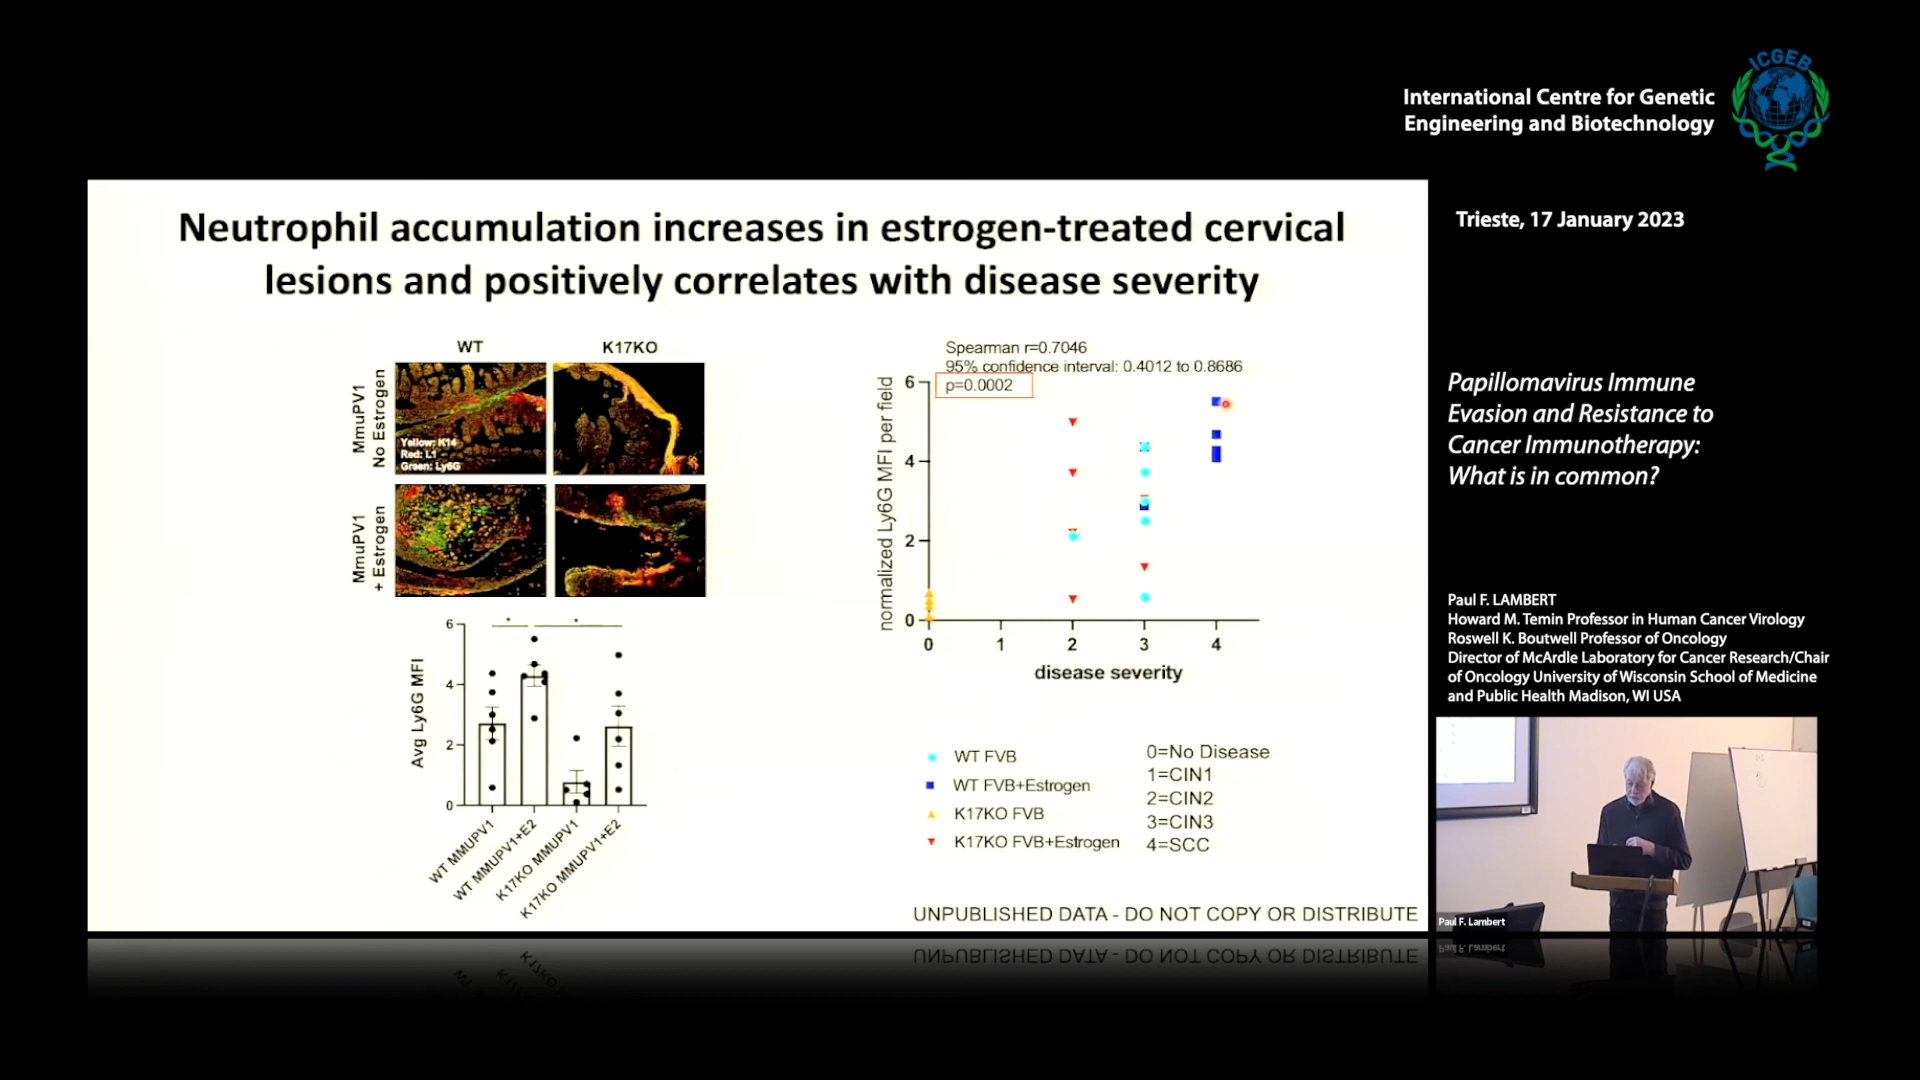 ICGEB
International Centre for Genetic
Engineering and Biotechnology
Trieste, 17 January 2023
Neutrophil accumulation increases in estrogen-treated cervical
lesions and positively correlates with disease severity
WT
K17KO
MmuPV1
No Estrogen
Yellow: K14
Red: L1
Green: Ly6G
MmuPV1
+ Estrogen
Avg Ly6G MFI
6
4
2
0
*
*
WT MMUPV1
WT MMUPV1+E2
K17KO MMUPV1
K17KO MMUPV1+E2
Spearman r=0.7046
95% confidence interval: 0.4012 to 0.8686
p=0.0002
normalized Ly6G MFI per field
6
4
2
0
0 1 2 3 4
disease severity
WT FVB
WT FVB+Estrogen
K17KO FVB
K17KO FVB+Estrogen
0=No Disease
1=CIN1
2=CIN2
3=CIN3
4=SCC
UNPUBLISHED DATA - DO NOT COPY OR DISTRIBUTE
Papillomavirus Immune
Evasion and Resistance to
Cancer Immunotherapy:
What is in common?
Paul F. LAMBERT
Howard M. Temin Professor in Human Cancer Virology
Roswell K. Boutwell Professor of Oncology
Director of McArdle Laboratory for Cancer Research/Chair
of Oncology University of Wisconsin School of Medicine
and Public Health Madison, WI USA
Paul F. Lambert